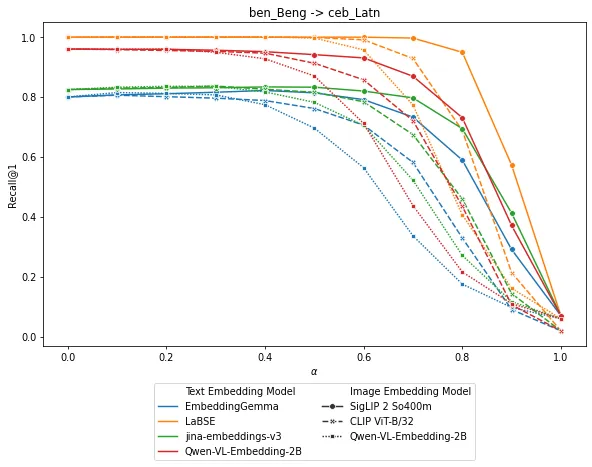 ben_Beng -> ceb_Latn
Recall@1
1.0
0.8
0.6
0.4
0.2
0.0
0.0 0.2 0.4 0.6 0.8 1.0
α
Text Embedding Model
EmbeddingGemma
LaBSE
jina-embeddings-v3
Qwen-VL-Embedding-2B
Image Embedding Model
SigLIP 2 So400m
CLIP ViT-B/32
Qwen-VL-Embedding-2B